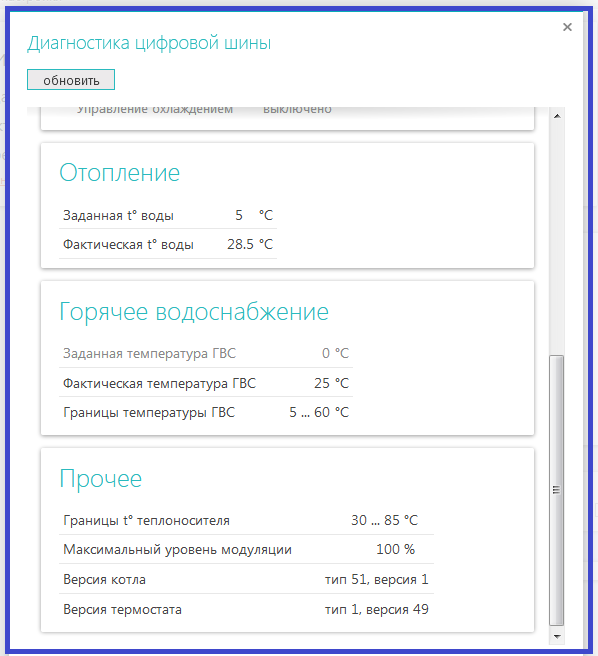 Диагностика цифровой шины
обновить
Управление охлаждением выключено
Отопление
Заданная t° воды 5 °C
Фактическая t° воды 28.5 °C
Горячее водоснабжение
Заданная температура ГВС 0 °C
Фактическая температура ГВС 25 °C
Границы температуры ГВС 5 ... 60 °C
Прочее
Границы t° теплоносителя 30 ... 85 °C
Максимальный уровень модуляции 100 %
Версия котла тип 51, версия 1
Версия термостата тип 1, версия 49